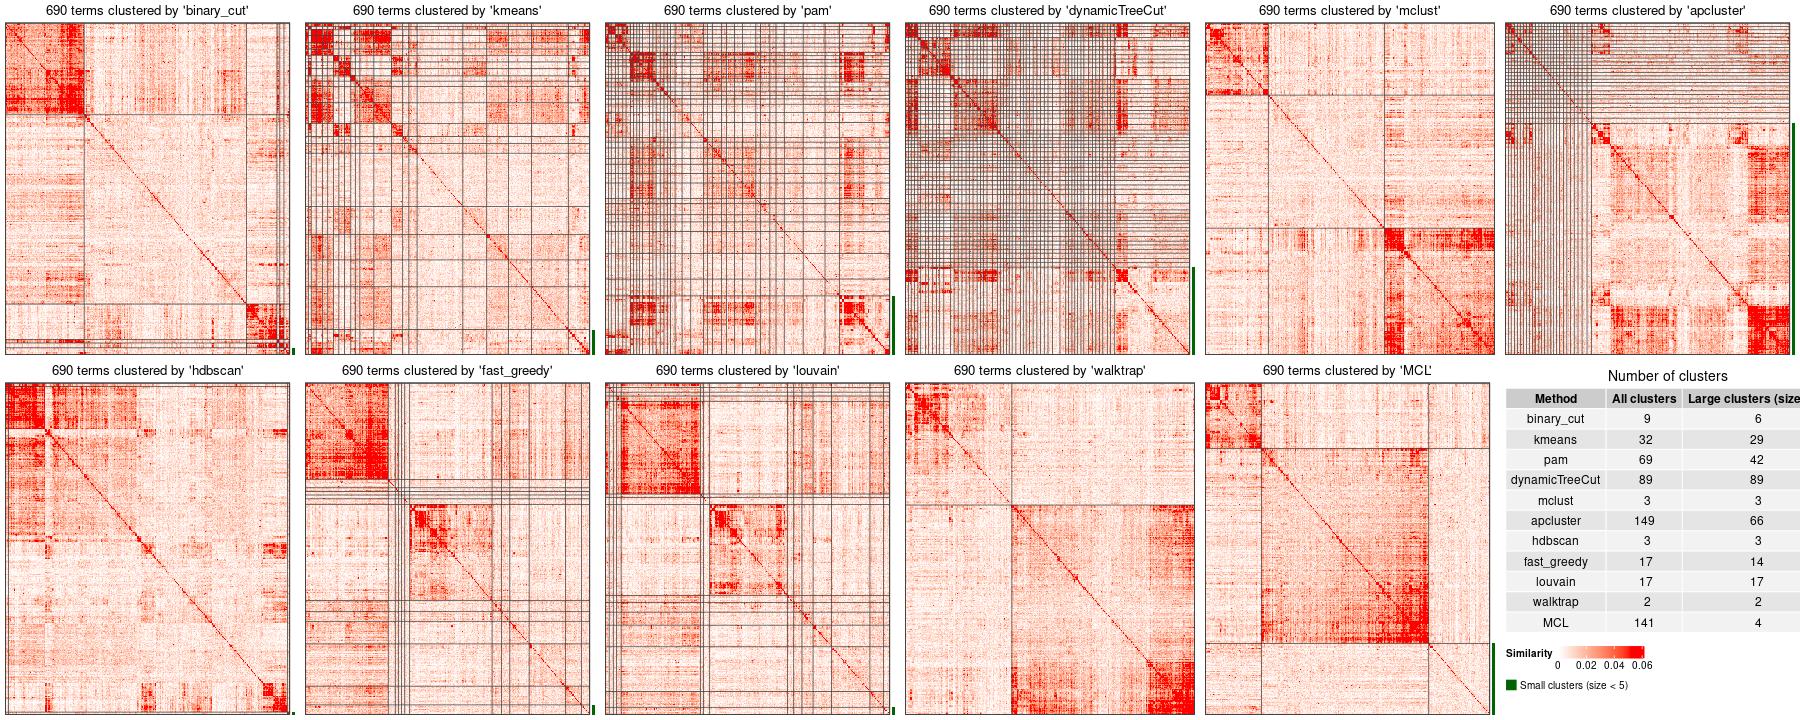 690 terms clustered by 'binary_cut'
690 terms clustered by 'kmeans'
690 terms clustered by 'pam'
690 terms clustered by 'dynamicTreeCut'
690 terms clustered by 'mclust'
690 terms clustered by 'apcluster'
690 terms clustered by 'hdbscan'
690 terms clustered by 'fast_greedy'
690 terms clustered by 'louvain'
690 terms clustered by 'walktrap'
690 terms clustered by 'MCL'
Number of clusters
Method All clusters Large clusters (size
binary_cut 9 6
kmeans 32 29
pam 69 42
dynamicTreeCut 89 89
mclust 3 3
apcluster 149 66
hdbscan 3 3
fast_greedy 17 14
louvain 17 17
walktrap 2 2
MCL 141 4
Similarity
0 0.02 0.04 0.06
Small clusters (size < 5)